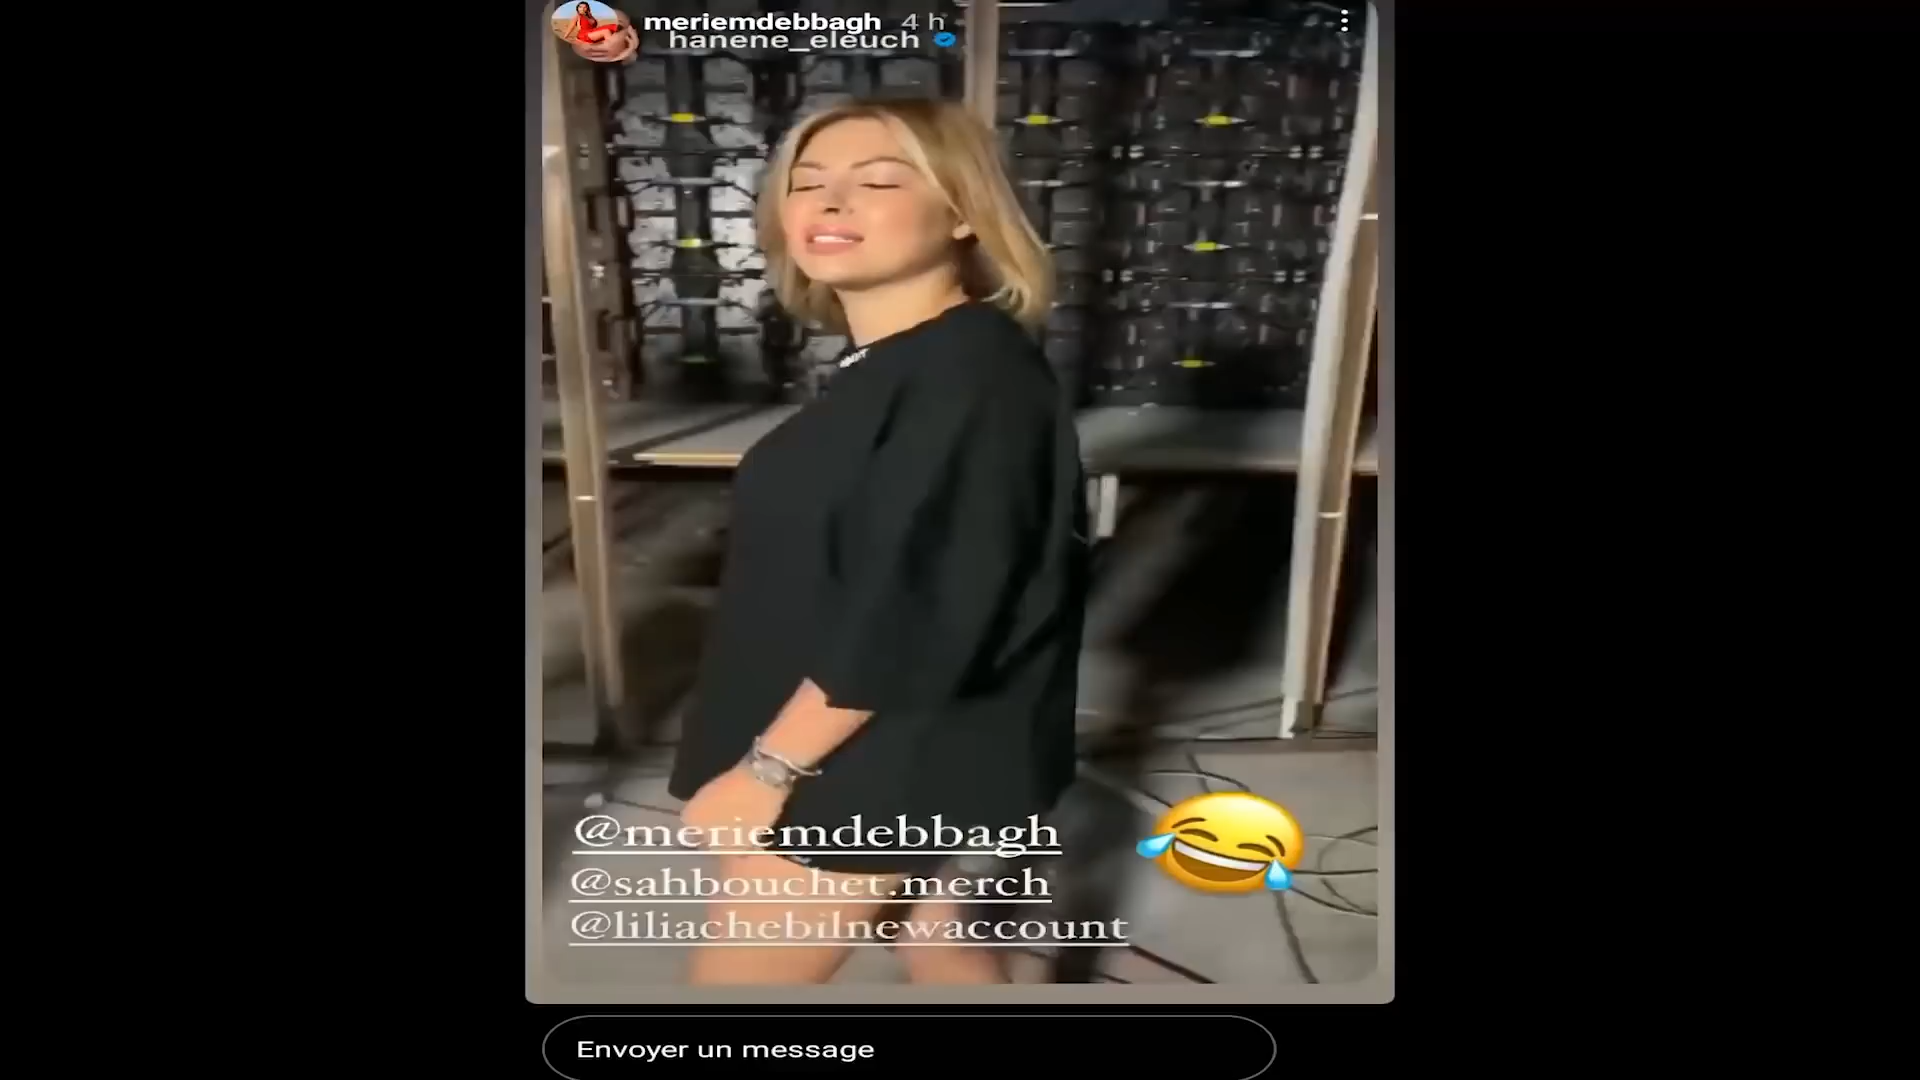 meriemdebbagh 4 h
hanene_eleuch
@meriemdebbagh
@sahbouchet.merch
@liliachebilnewaccount
Envoyer un message